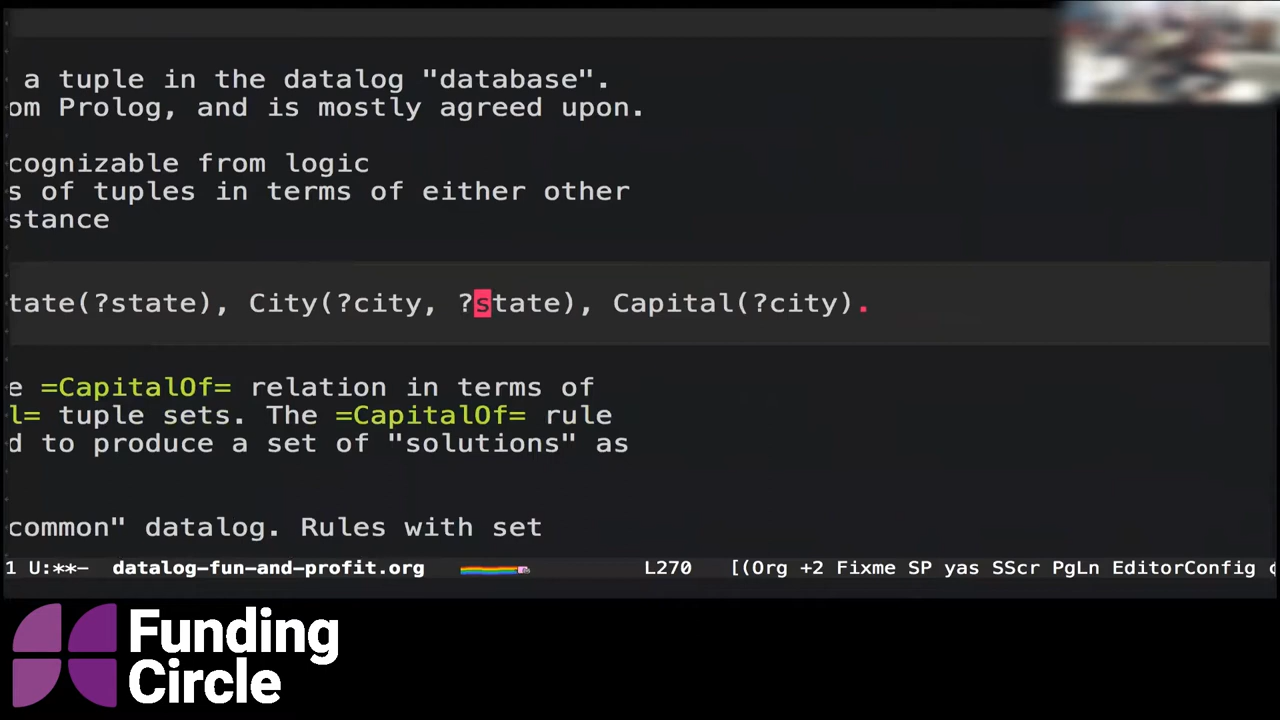 a tuple in the datalog "database".
om Prolog, and is mostly agreed upon.
cognizable from logic
s of tuples in terms of either other
stance
tate(?state), City(?city, ?state), Capital(?city).
e =CapitalOf= relation in terms of
l= tuple sets. The =CapitalOf= rule
d to produce a set of "solutions" as
common" datalog. Rules with set
1 U:**- datalog-fun-and-profit.org L270 [(Org +2 Fixme SP yas SScr PgLn EditorConfig
Funding
Circle